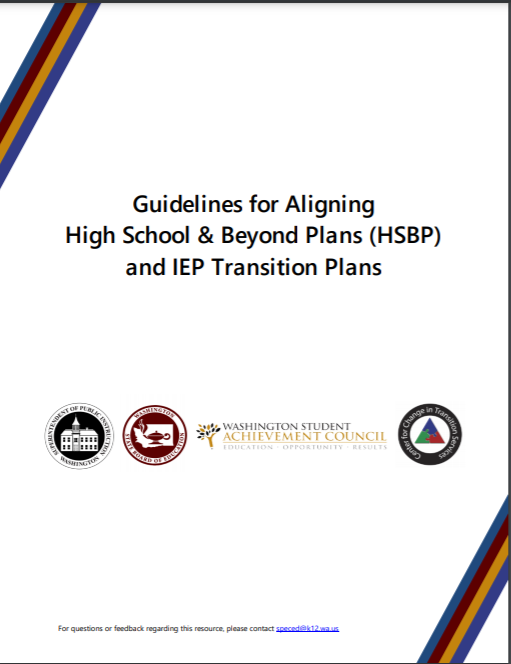 Guidelines for Aligning
High School & Beyond Plans (HSBP)
and IEP Transition Plans
SUPERINTENDENT OF PUBLIC INSTRUCTION
WASHINGTON
WASHINGTON
STATE BOARD OF EDUCATION
WASHINGTON STUDENT
ACHIEVEMENT COUNCIL
EDUCATION · OPPORTUNITY · RESULTS
Center for Change in Transition Services
For questions or feedback regarding this resource, please contact speced@k12.wa.us